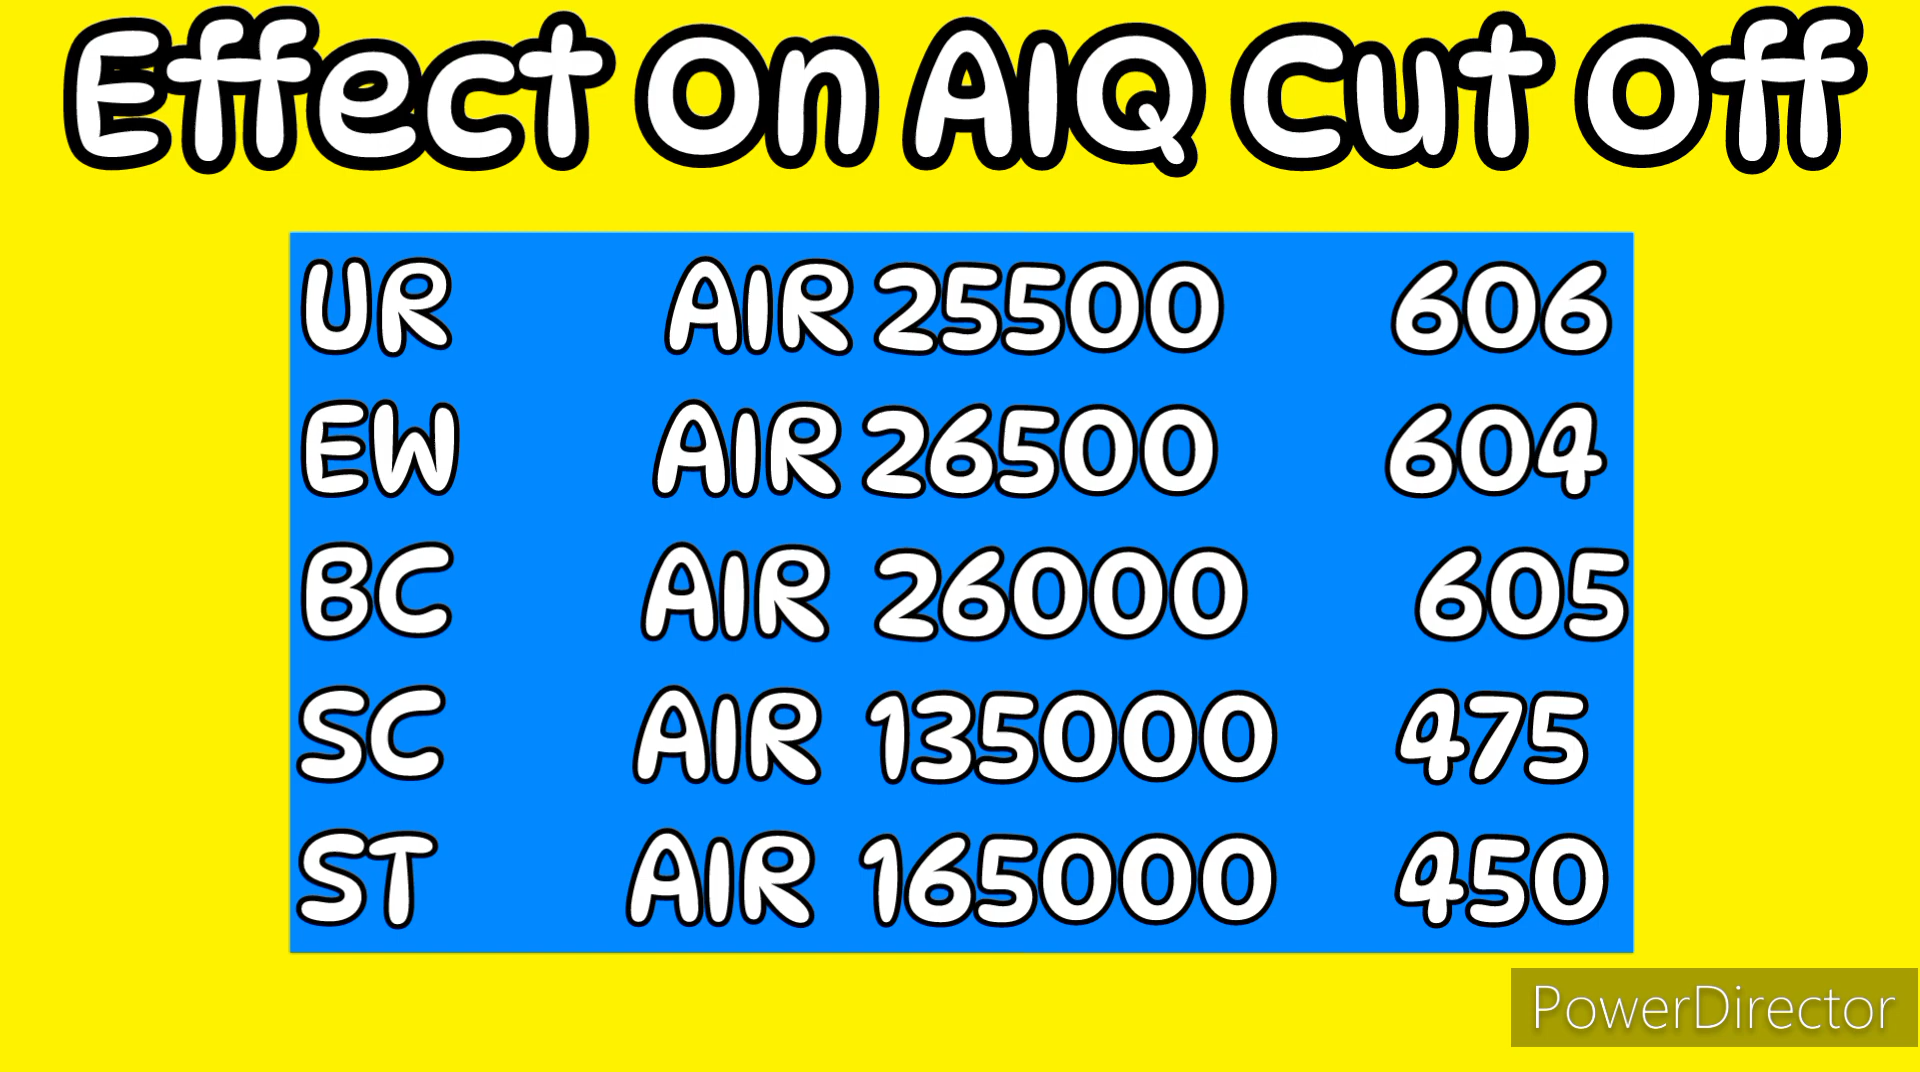 Effect On AIQ Cut Off
UR AIR 25500 606
EW AIR 26500 604
BC AIR 26000 605
SC AIR 135000 475
ST AIR 165000 450
PowerDirector